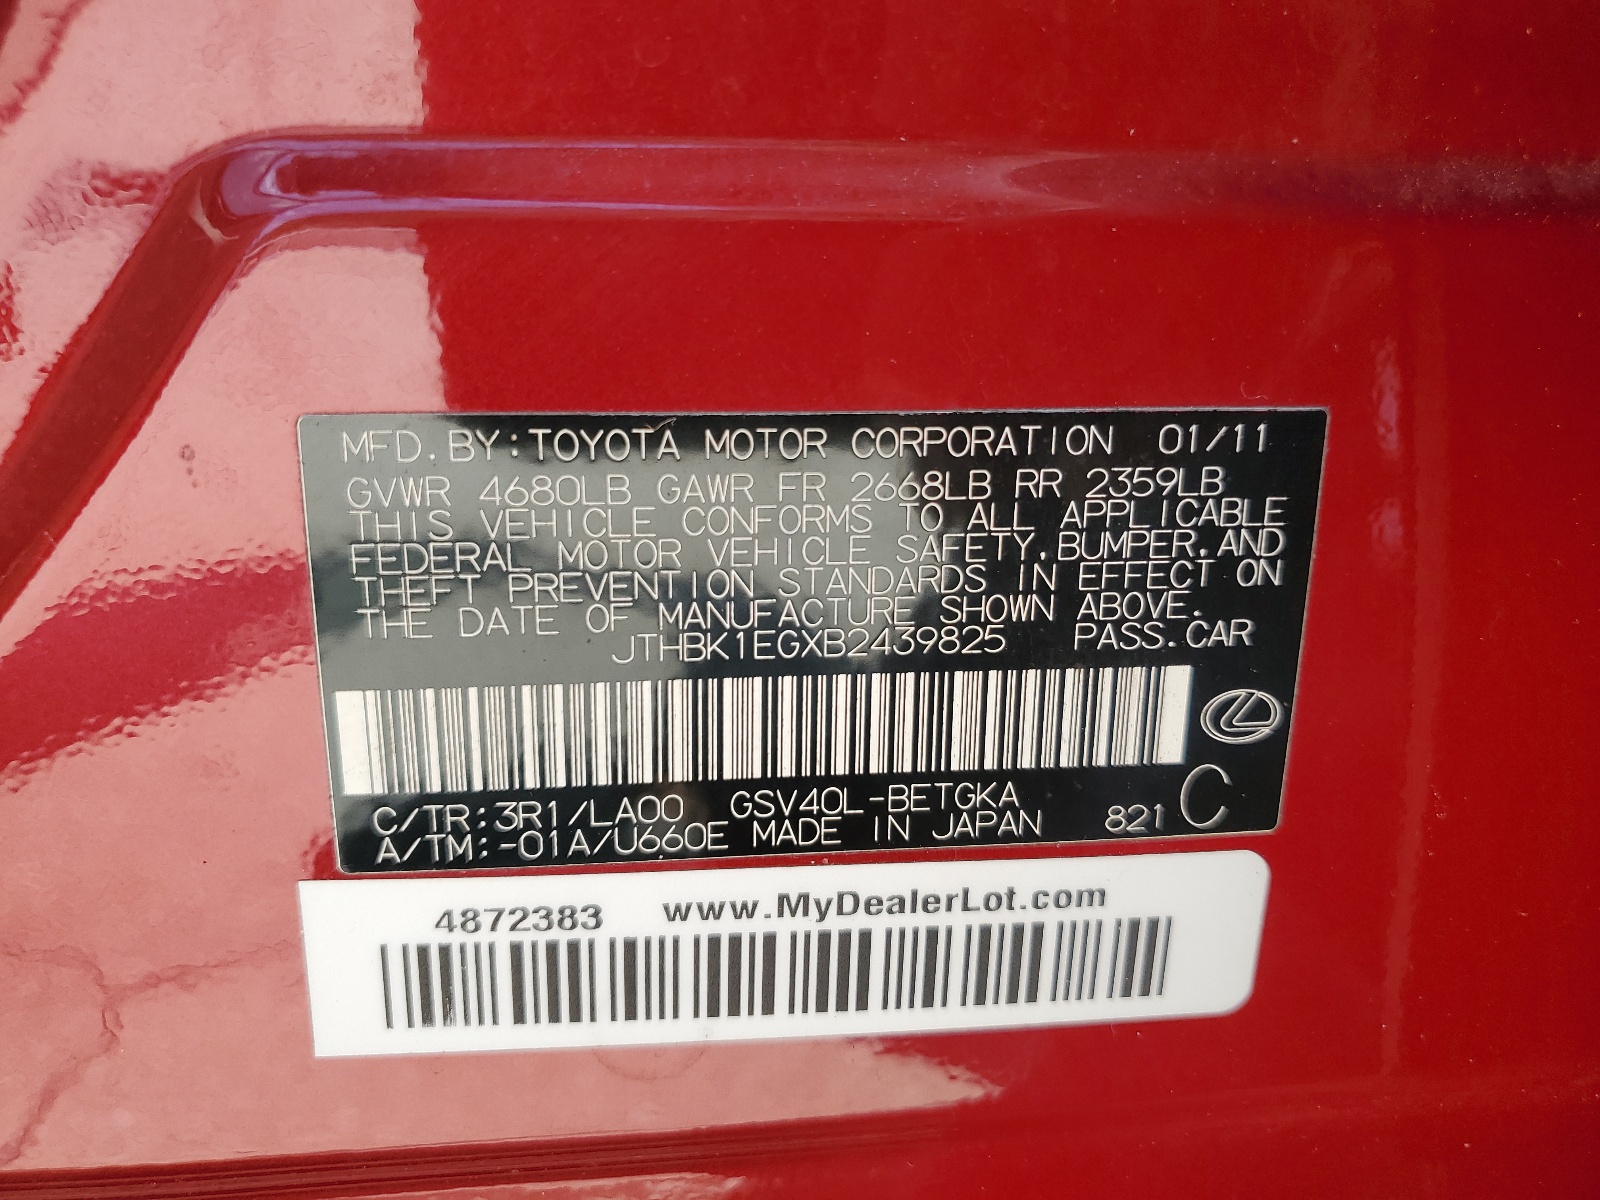 MFD. BY: TOYOTA MOTOR CORPORATION 01/11
GVWR 4680LB GAWR FR 2668LB RR 2359LB
THIS VEHICLE CONFORMS TO ALL APPLICABLE
FEDERAL MOTOR VEHICLE SAFETY, BUMPER, AND
THEFT PREVENTION STANDARDS IN EFFECT ON
THE DATE OF MANUFACTURE SHOWN ABOVE.
JTHBK1EGXB2439825 PASS. CAR
C/TR: 3R1/LA00 GSV40L-BETGKA
A/TM: -01A/U660E MADE IN JAPAN 821 C
4872383 www.MyDealerLot.com